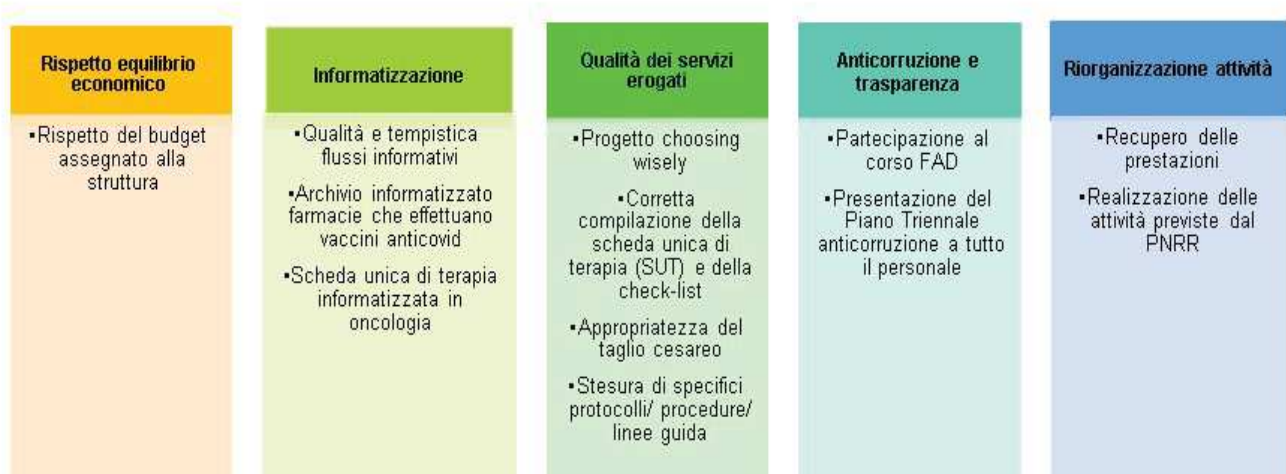 Rispetto equilibrio
economico
▪Rispetto del budget
assegnato alla
struttura
Informatizzazione
▪Qualità e tempistica
flussi informativi
▪Archivio informatizzato
farmacie che effettuano
vaccini anticovid
▪Scheda unica di terapia
informatizzata in
oncologia
Qualità dei servizi
erogati
▪Progetto choosing
wisely
▪Corretta
compilazione della
scheda unica di
terapia (SUT) e della
check-list
▪Appropriatezza del
taglio cesareo
▪Stesura di specifici
protocolli/ procedure/
linee guida
Anticorruzione e
trasparenza
▪Partecipazione al
corso FAD
▪Presentazione del
Piano Triennale
anticorruzione a tutto
il personale
Riorganizzazione attività
▪Recupero delle
prestazioni
▪Realizzazione delle
attività previste dal
PNRR